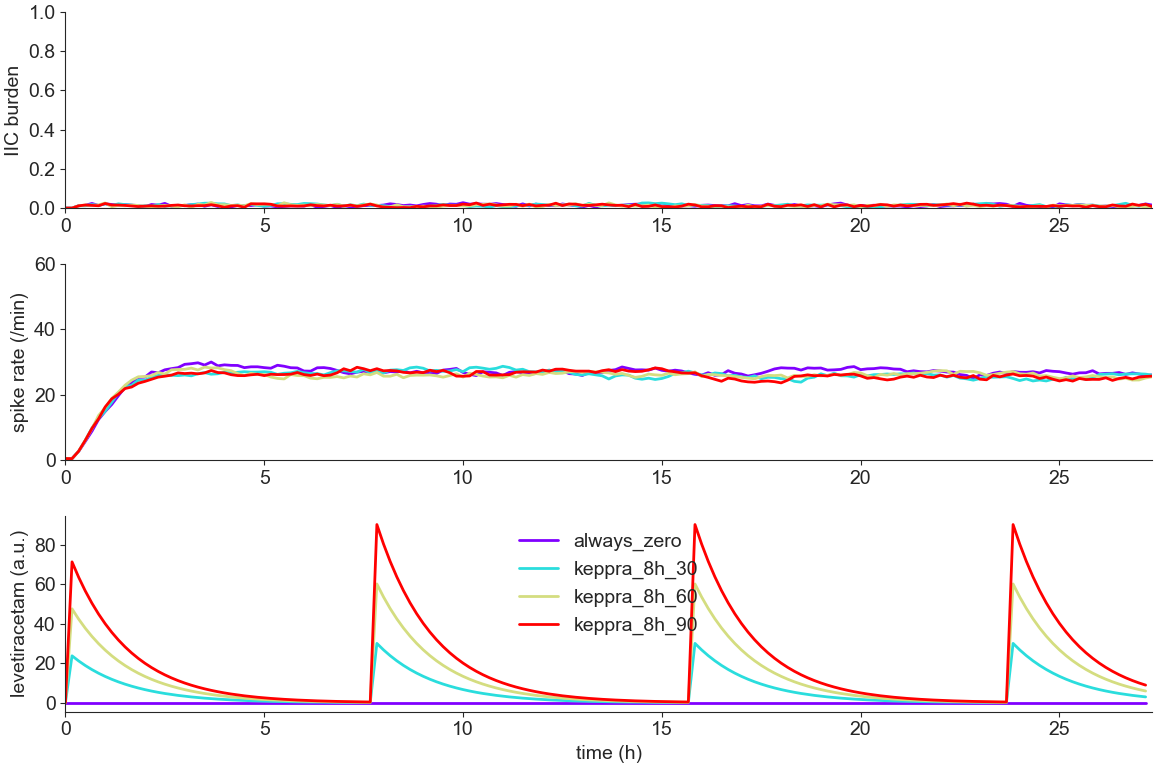 IIC burden
1.0
0.8
0.6
0.4
0.2
0.0
0 5 10 15 20 25
spike rate (/min)
60
40
20
0
0 5 10 15 20 25
levetiracetam (a.u.)
80
60
40
20
0
always_zero
keppra_8h_30
keppra_8h_60
keppra_8h_90
0 5 10 15 20 25
time (h)